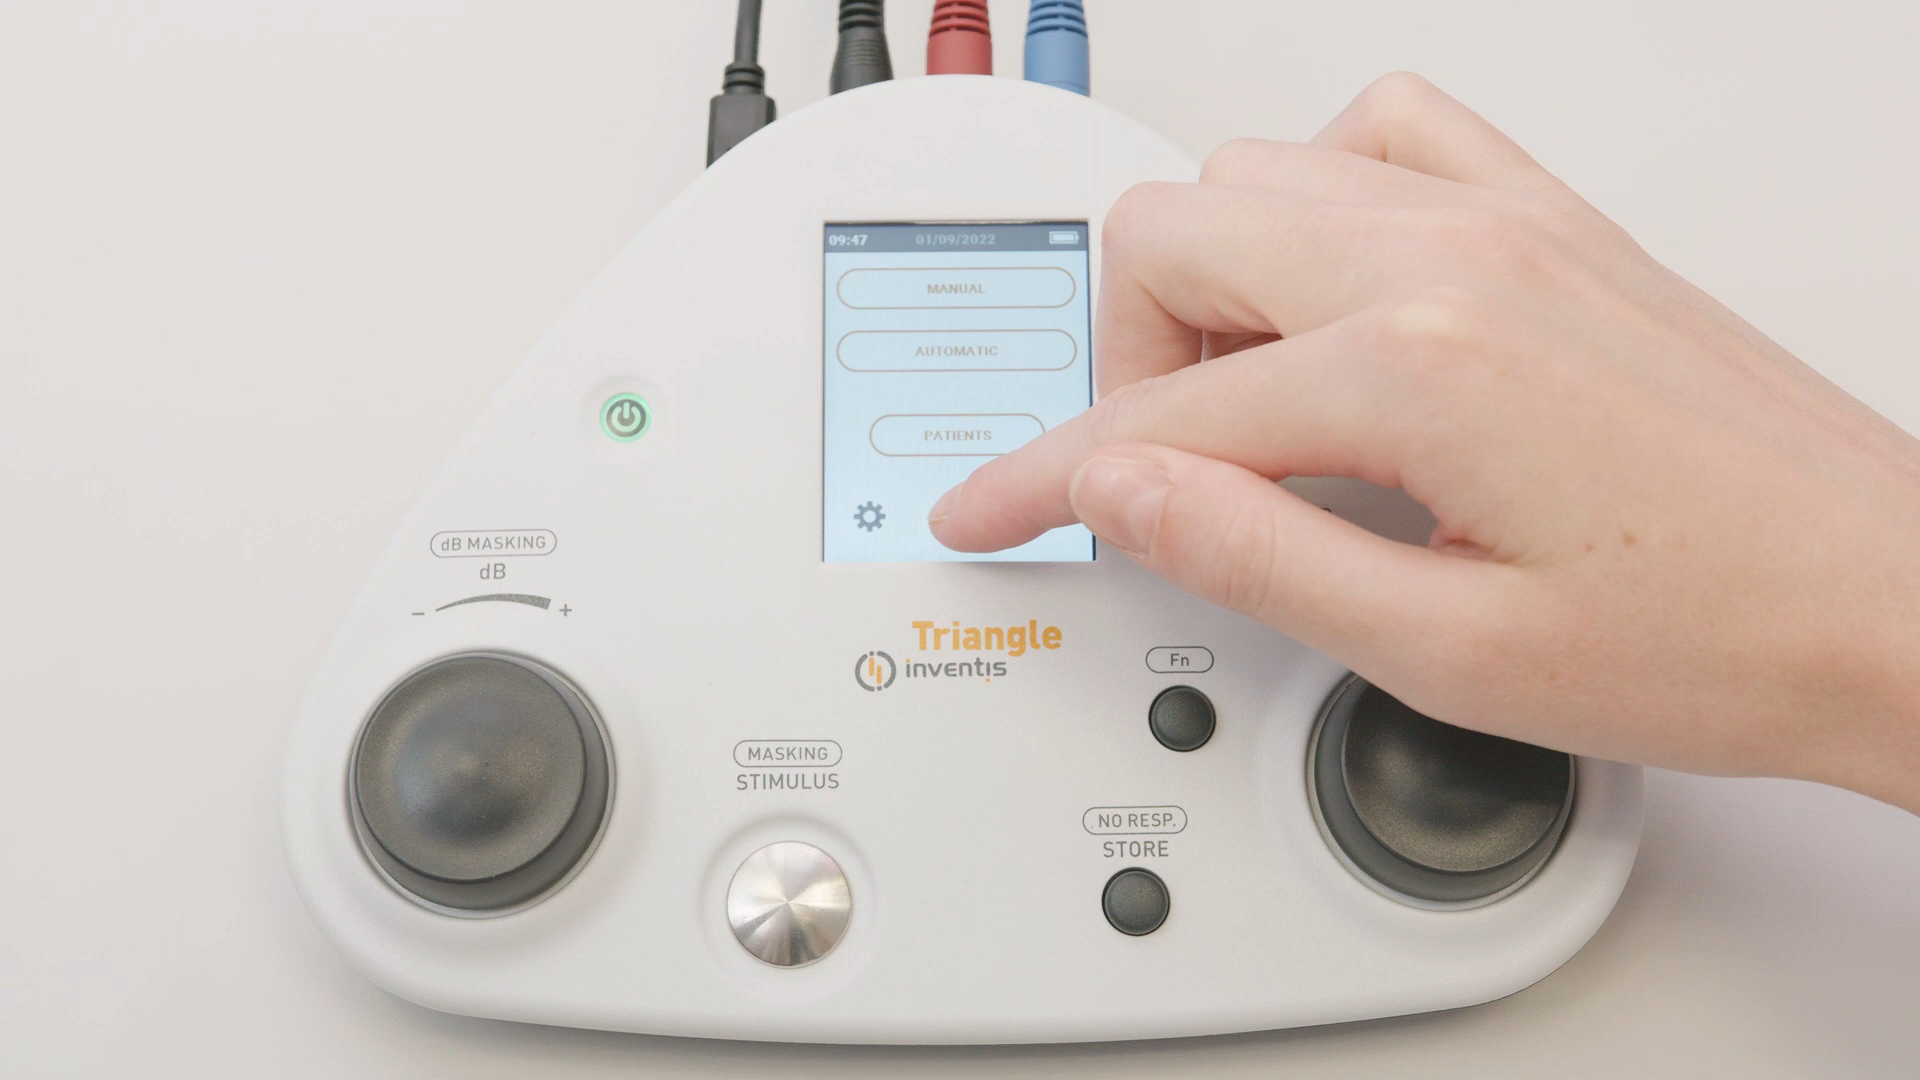 09:47 01/09/2022
MANUAL
AUTOMATIC
PATIENTS
dB MASKING
dB
- +
Triangle
inventis
Fn
MASKING
STIMULUS
NO RESP.
STORE